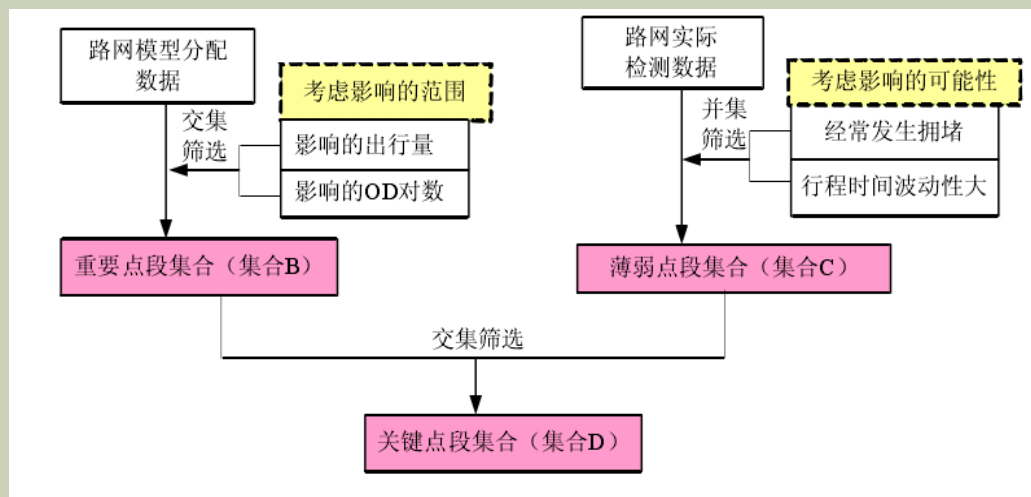 路网模型分配
数据
考虑影响的范围
交集
筛选
影响的出行量
影响的OD对数
重要点段集合（集合B）
路网实际
检测数据
考虑影响的可能性
并集
筛选
经常发生拥堵
行程时间波动性大
薄弱点段集合（集合C）
交集筛选
关键点段集合（集合D）